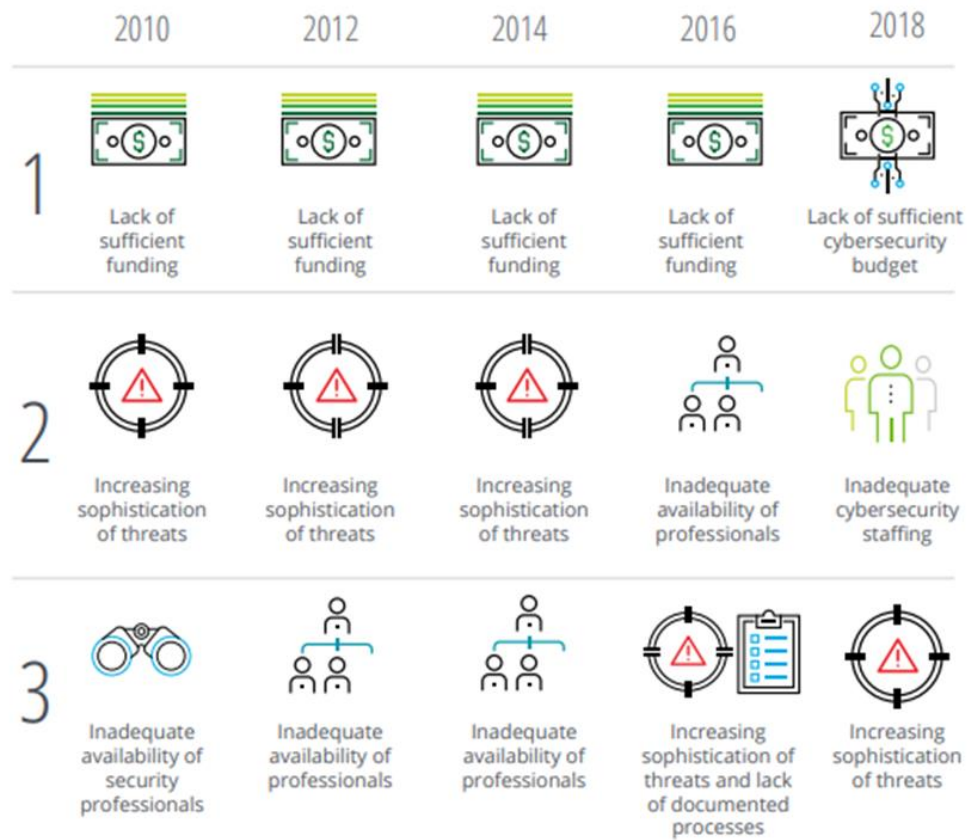 2010 2012 2014 2016 2018
1
Lack of
sufficient
funding
Lack of
sufficient
funding
Lack of
sufficient
funding
Lack of
sufficient
funding
Lack of sufficient
cybersecurity
budget
2
Increasing
sophistication
of threats
Increasing
sophistication
of threats
Increasing
sophistication
of threats
Inadequate
availability of
professionals
Inadequate
cybersecurity
staffing
3
Inadequate
availability of
security
professionals
Inadequate
availability of
professionals
Inadequate
availability of
professionals
Increasing
sophistication of
threats and lack
of documented
processes
Increasing
sophistication
of threats